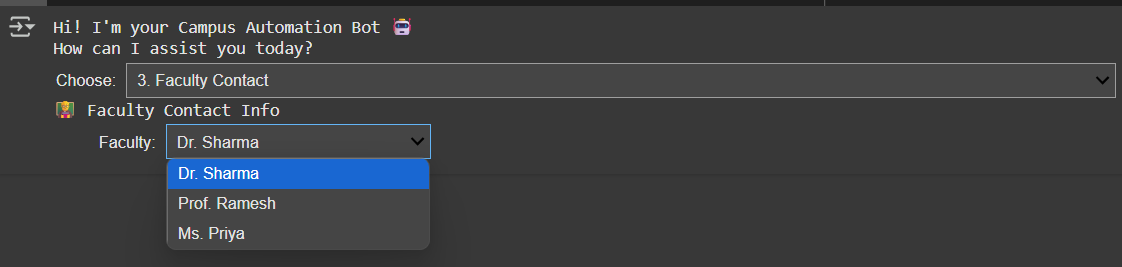 Hi! I'm your Campus Automation Bot 🤖
How can I assist you today?
Choose: 3. Faculty Contact
👩‍🏫 Faculty Contact Info
Faculty: Dr. Sharma
Dr. Sharma
Prof. Ramesh
Ms. Priya